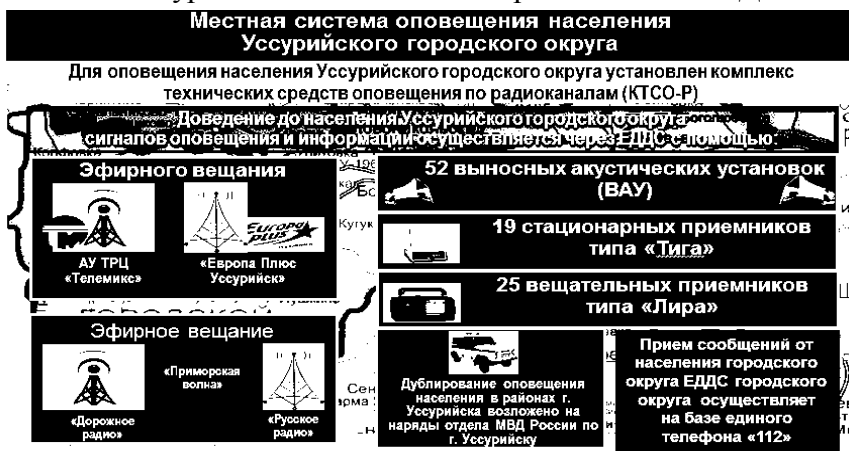 Местная система оповещения населения
Уссурийского городского округа
Для оповещения населения Уссурийского городского округа установлен комплекс
технических средств оповещения по радиоканалам (КТСО-Р)
Доведение до населения Уссурийского городского округа
сигналов оповещения и информации осуществляется через ЕДДС с помощью:
Эфирного вещания
Europa
plus
АУ ТРЦ
«Телемикс»
«Европа Плюс
Уссурийск»
52 выносных акустических установок
(ВАУ)
19 стационарных приемников
типа «Тига»
25 вещательных приемников
типа «Лира»
Эфирное вещание
«Приморская
волна»
«Дорожное
радио»
«Русское
радио»
Дублирование оповещения
населения в районах г.
Уссурийска возложено на
наряды отдела МВД России по
г. Уссурийску
Прием сообщений от
населения городского
округа ЕДДС городского
округа осуществляет
на базе единого
телефона «112»
Кугук